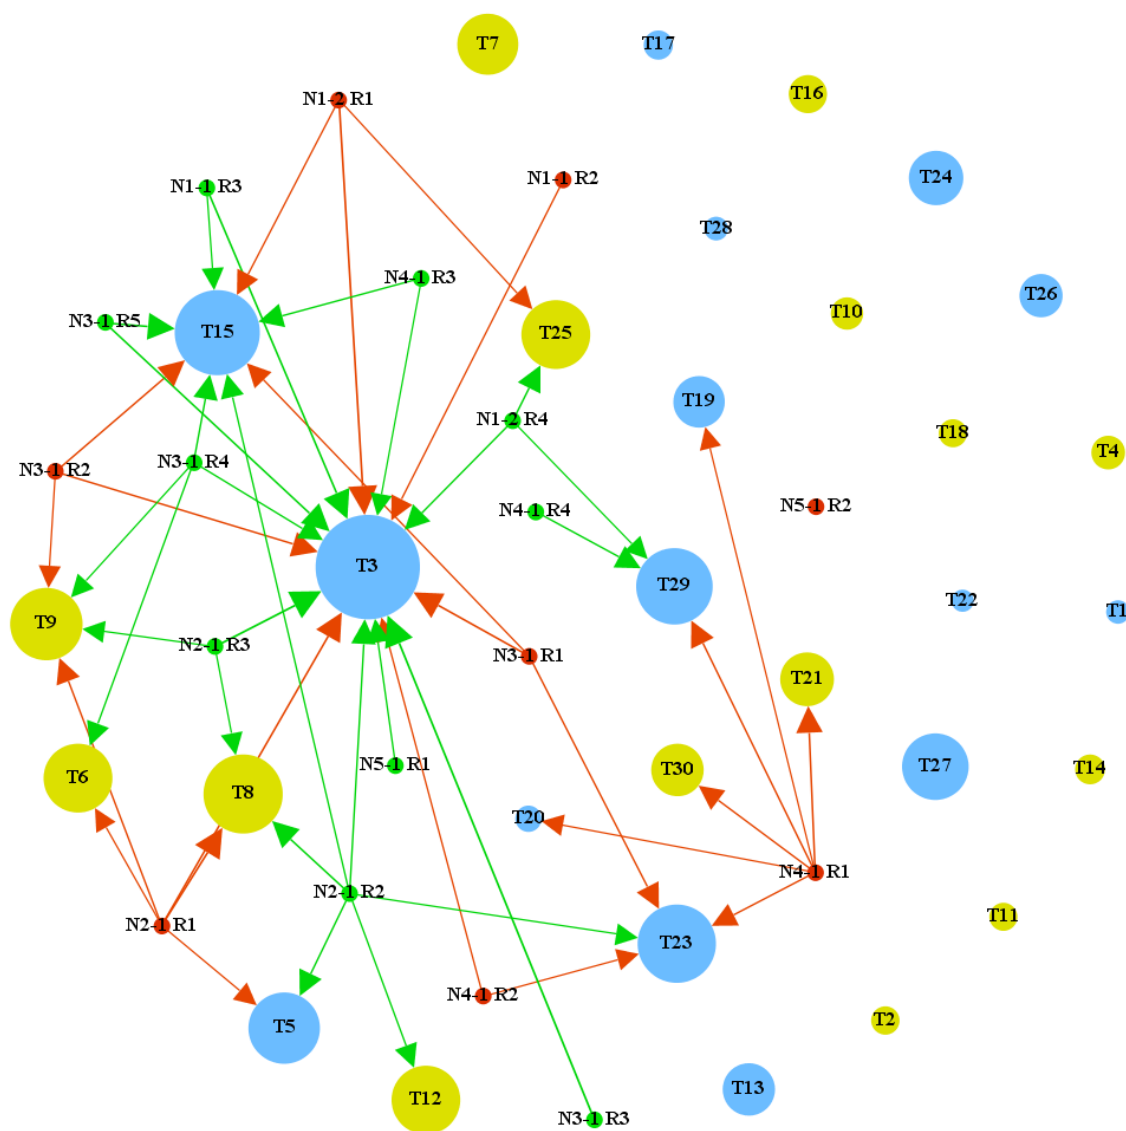 T7
T17
T16
N1-2 R1
T24
N1-1 R3
N1-1 R2
T28
N4-1 R3
T26
T10
N3-1 R5
T15
T25
T19
N1-2 R4
T18
T4
N3-1 R2
N3-1 R4
N4-1 R4
N5-1 R2
T3
T29
T22
T1
T9
N2-1 R3
N3-1 R1
T21
T6
N5-1 R1
T30
T27
T14
T8
T20
N4-1 R1
N2-1 R2
T11
N2-1 R1
T23
N4-1 R2
T2
T5
T13
T12
N3-1 R3